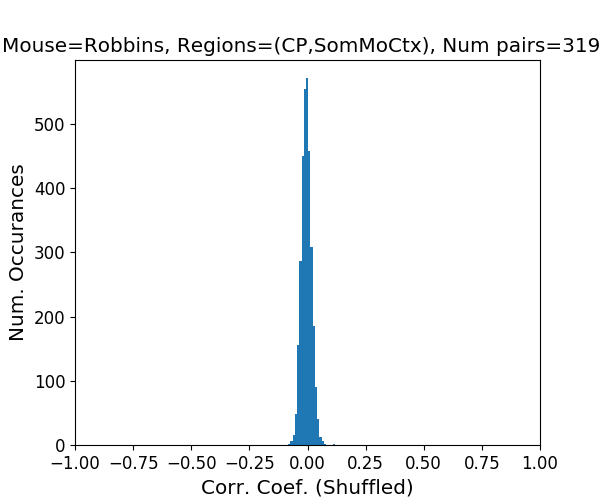 Mouse=Robbins, Regions=(CP,SomMoCtx), Num pairs=319
Num. Occurances
500
400
300
200
100
0
−1.00 −0.75 −0.50 −0.25 0.00 0.25 0.50 0.75 1.00
Corr. Coef. (Shuffled)